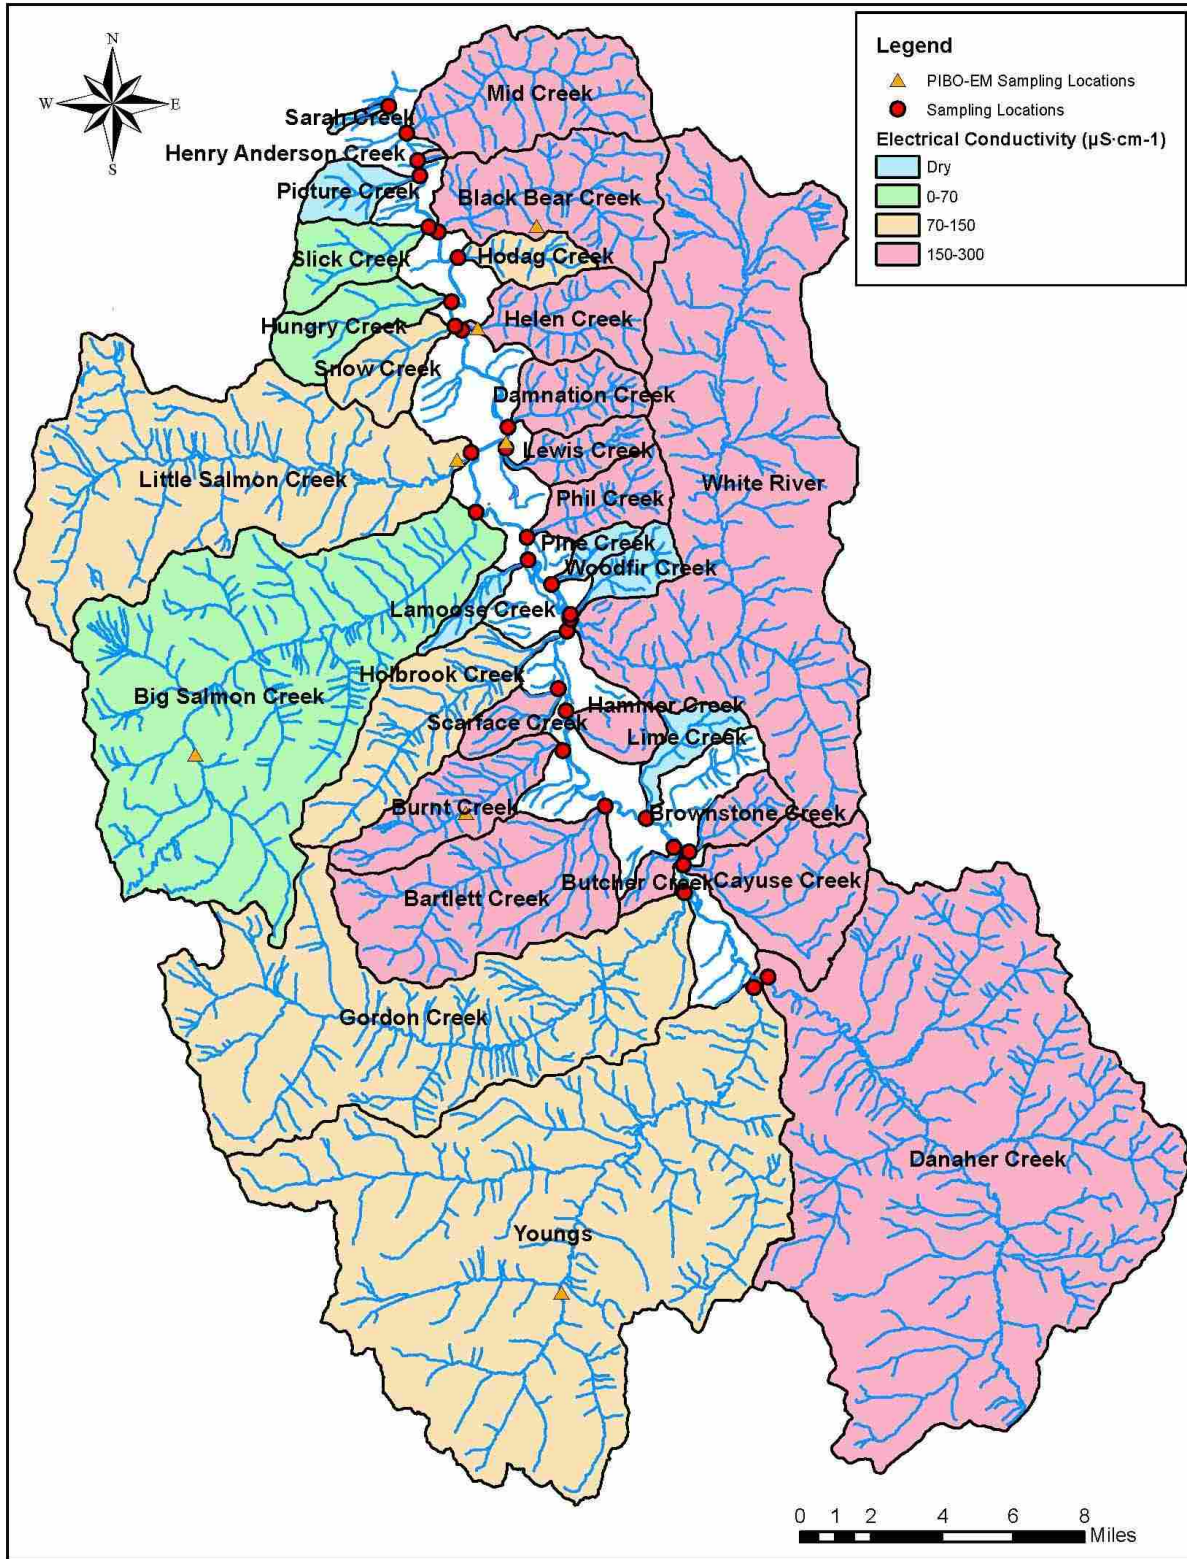 N
W
E
S
Legend
PIBO-EM Sampling Locations
Sampling Locations
Electrical Conductivity (µS·cm-1)
Dry
0-70
70-150
150-300
Mid Creek
Sarah Creek
Henry Anderson Creek
Picture Creek
Black Bear Creek
Slick Creek
Hodag Creek
Hungry Creek
Helen Creek
Snow Creek
Damnation Creek
Lewis Creek
Little Salmon Creek
White River
Phil Creek
Pine Creek
Woodfir Creek
Lamoose Creek
Holbrook Creek
Big Salmon Creek
Hammer Creek
Scarface Creek
Lime Creek
Burnt Creek
Brownstone Creek
Butcher Creek
Cayuse Creek
Bartlett Creek
Gordon Creek
Danaher Creek
Youngs
0 1 2 4 6 8
Miles